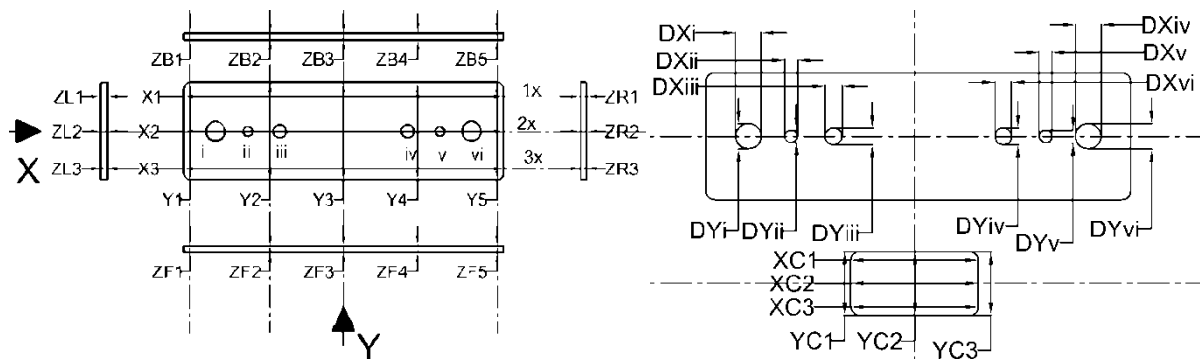 ZB1 ZB2 ZB3 ZB4 ZB5
ZL1 X1 1x ZR1
X ZL2 X2 2x ZR2
i ii iii iv v vi
ZL3 X3 3x ZR3
Y1 Y2 Y3 Y4 Y5
ZF1 ZF2 ZF3 ZF4 ZF5
Y
DXi DXiv
DXii DXv
DXiii DXvi
DYi DYii DYiii DYiv DYv DYvi
XC1
XC2
XC3
YC1 YC2 YC3